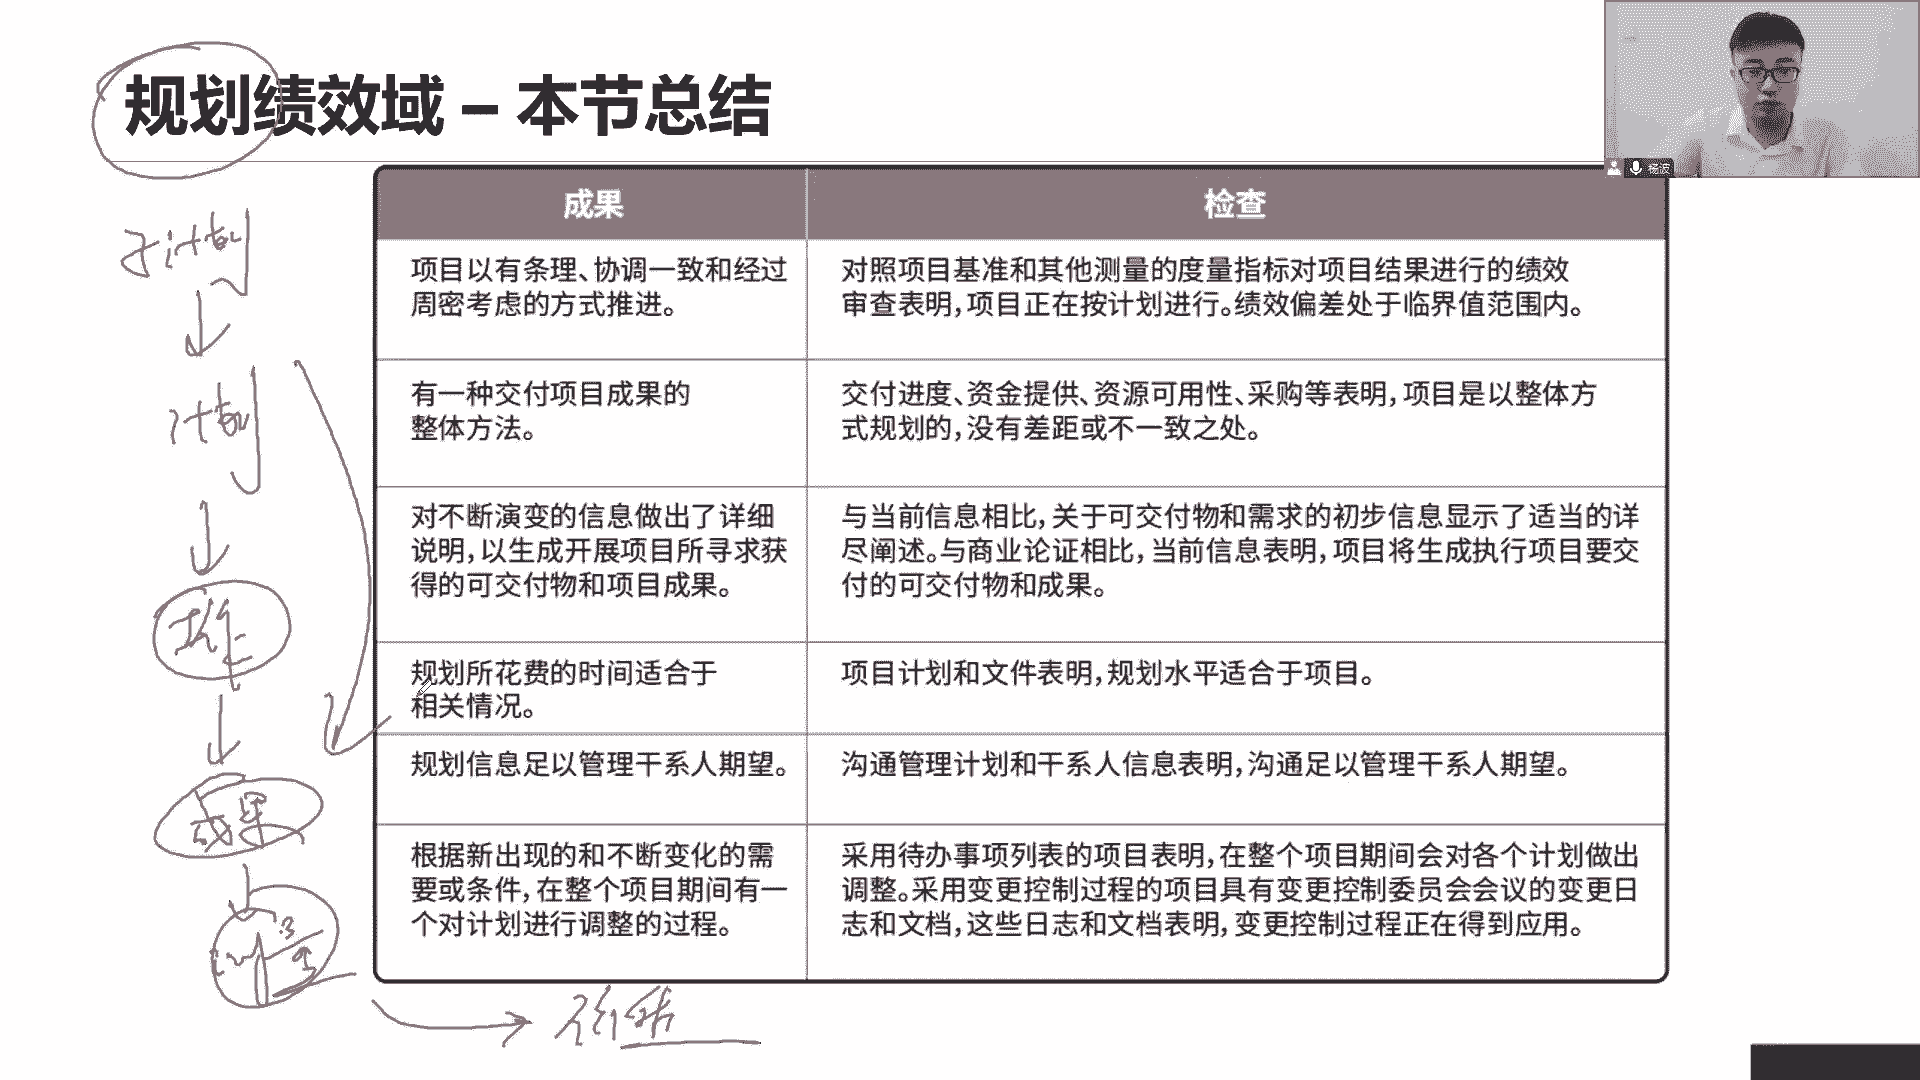 规划绩效域 – 本节总结
杨波
成果
检查
项目以有条理、协调一致和经过
周密考虑的方式推进。
对照项目基准和其他测量的度量指标对项目结果进行的绩效
审查表明,项目正在按计划进行。绩效偏差处于临界值范围内。
有一种交付项目成果的
整体方法。
交付进度、资金提供、资源可用性、采购等表明,项目是以整体方
式规划的,没有差距或不一致之处。
对不断演变的信息做出了详细
说明,以生成开展项目所寻求获
得的可交付物和项目成果。
与当前信息相比,关于可交付物和需求的初步信息显示了适当的详
尽阐述。与商业论证相比,当前信息表明,项目将生成执行项目要交
付的可交付物和成果。
规划所花费的时间适合于
相关情况。
项目计划和文件表明,规划水平适合于项目。
规划信息足以管理干系人期望。
沟通管理计划和干系人信息表明,沟通足以管理干系人期望。
根据新出现的和不断变化的需
要或条件,在整个项目期间有一
个对计划进行调整的过程。
采用待办事项列表的项目表明,在整个项目期间会对各个计划做出
调整。采用变更控制过程的项目具有变更控制委员会会议的变更日
志和文档,这些日志和文档表明,变更控制过程正在得到应用。
子计划
计划
工作
成果
价值